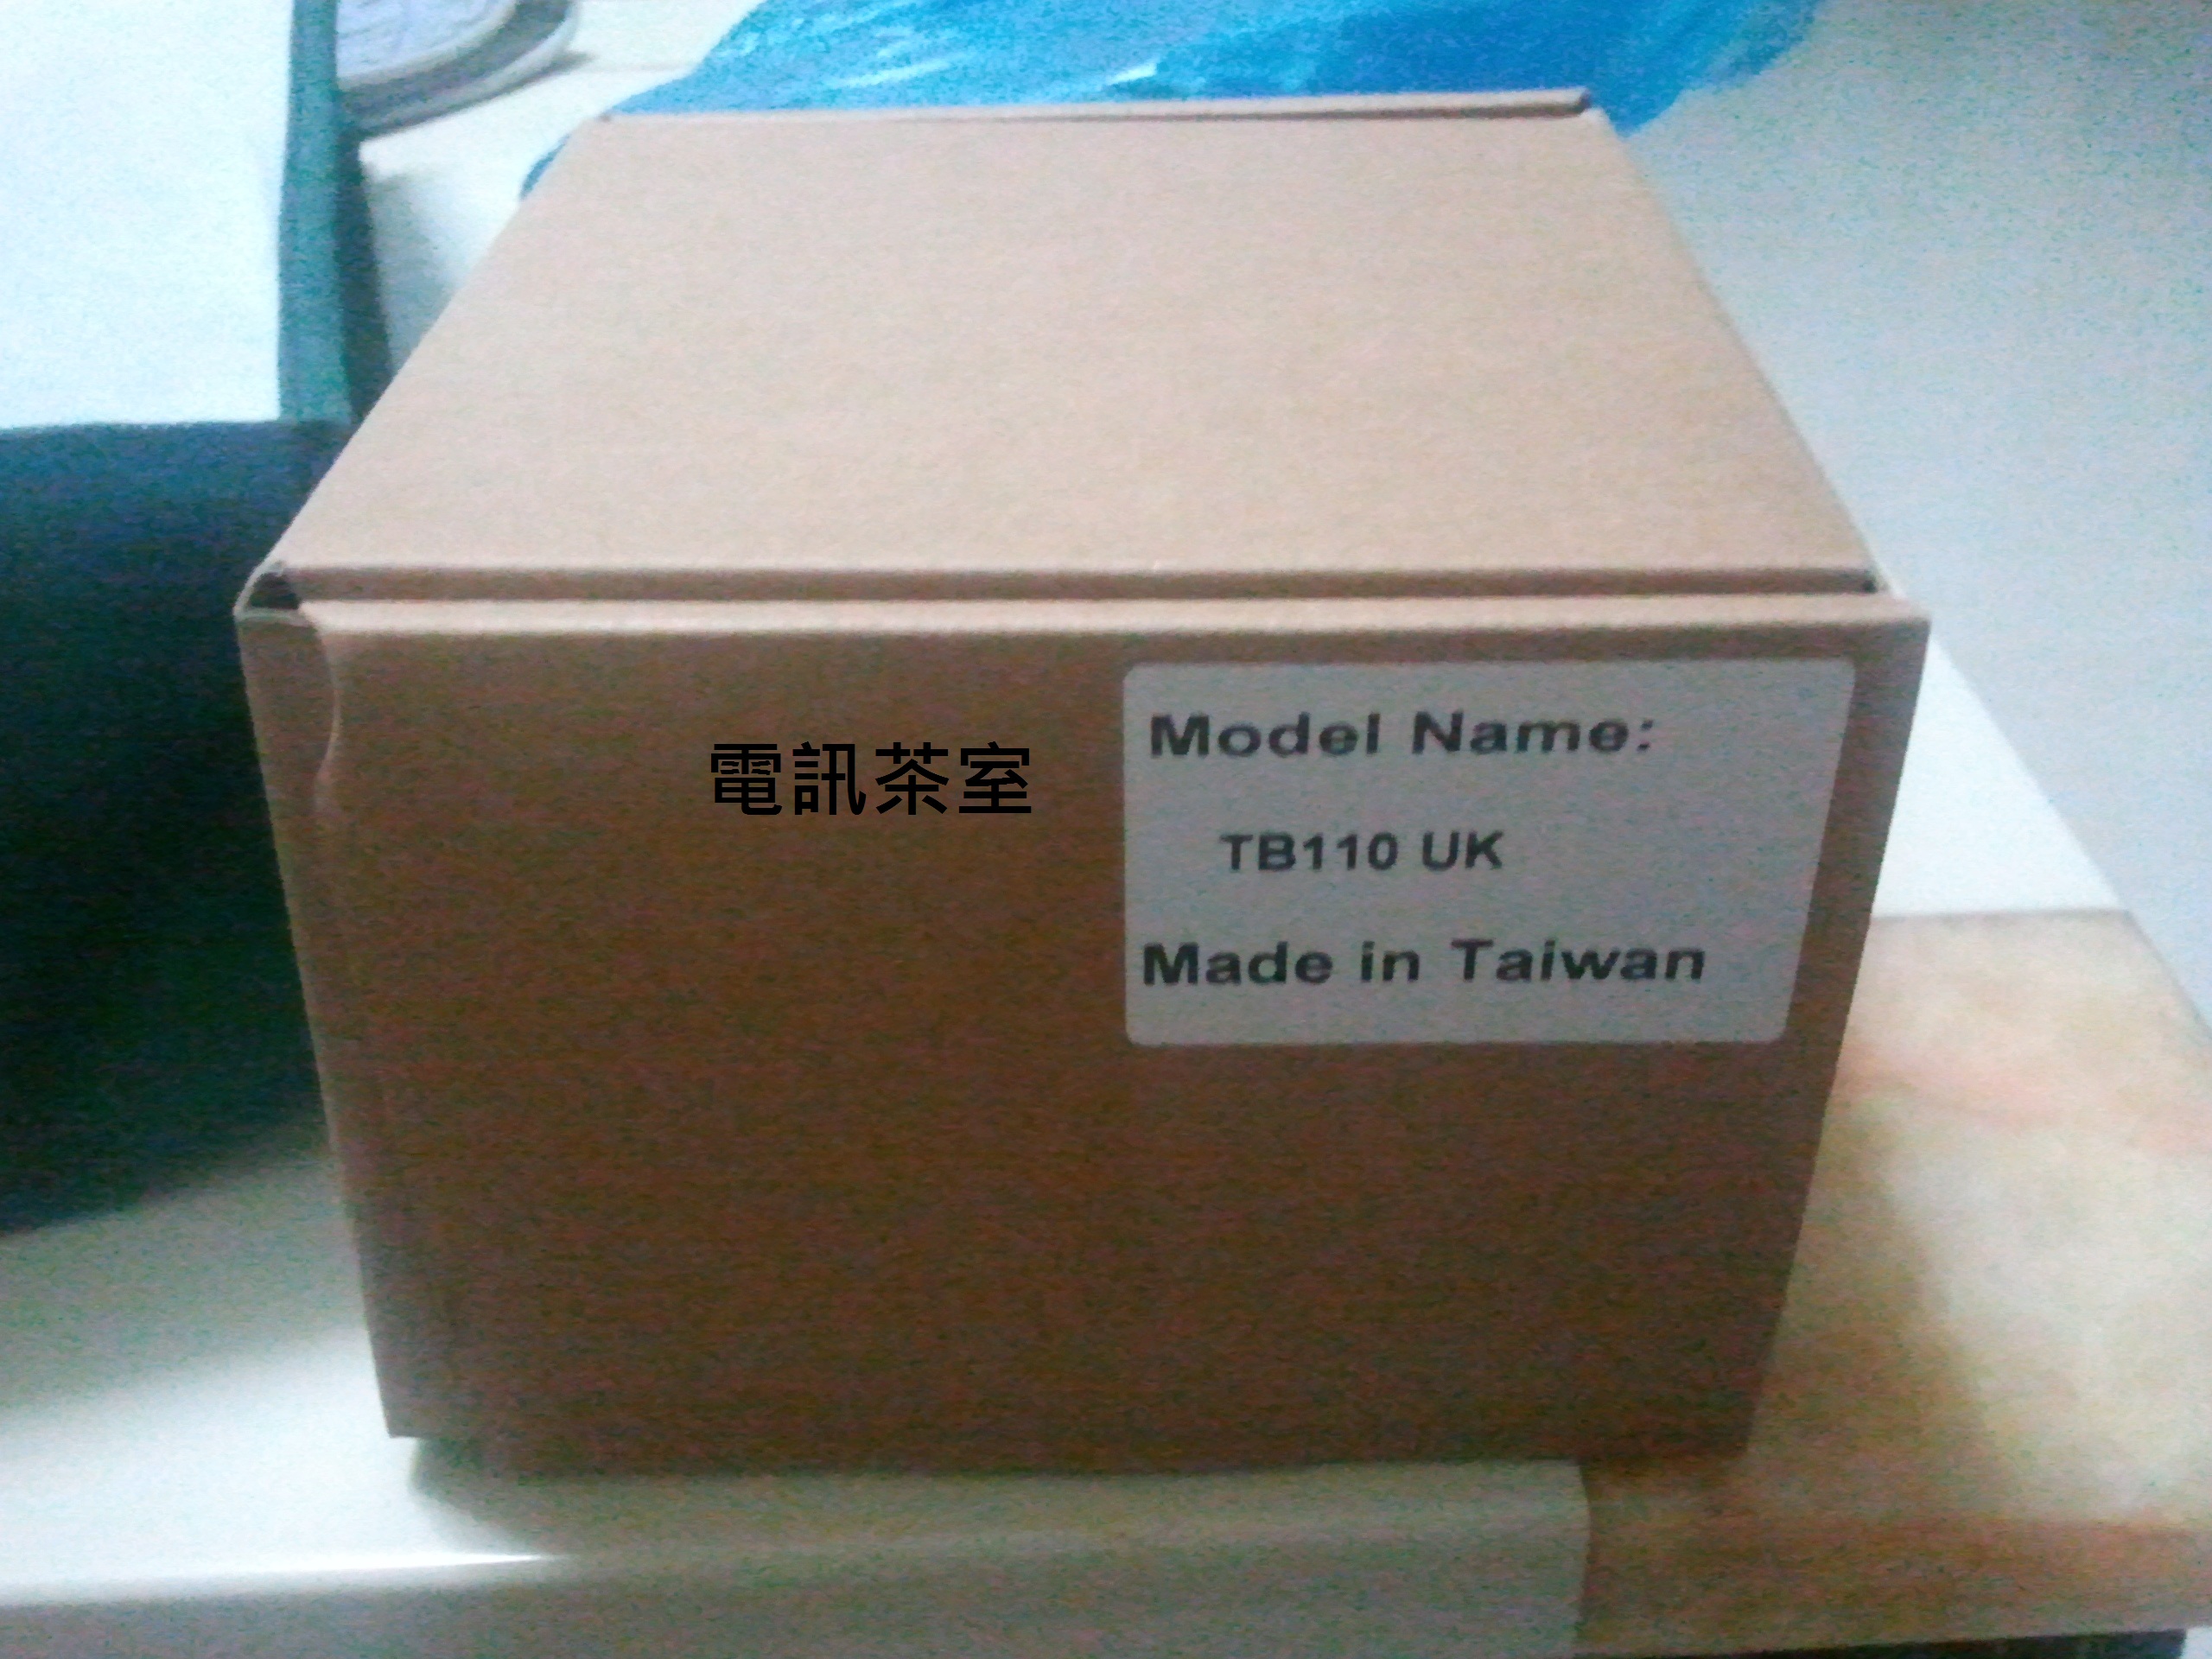 電訊茶室
Model Name:
TB110 UK
Made in Taiwan